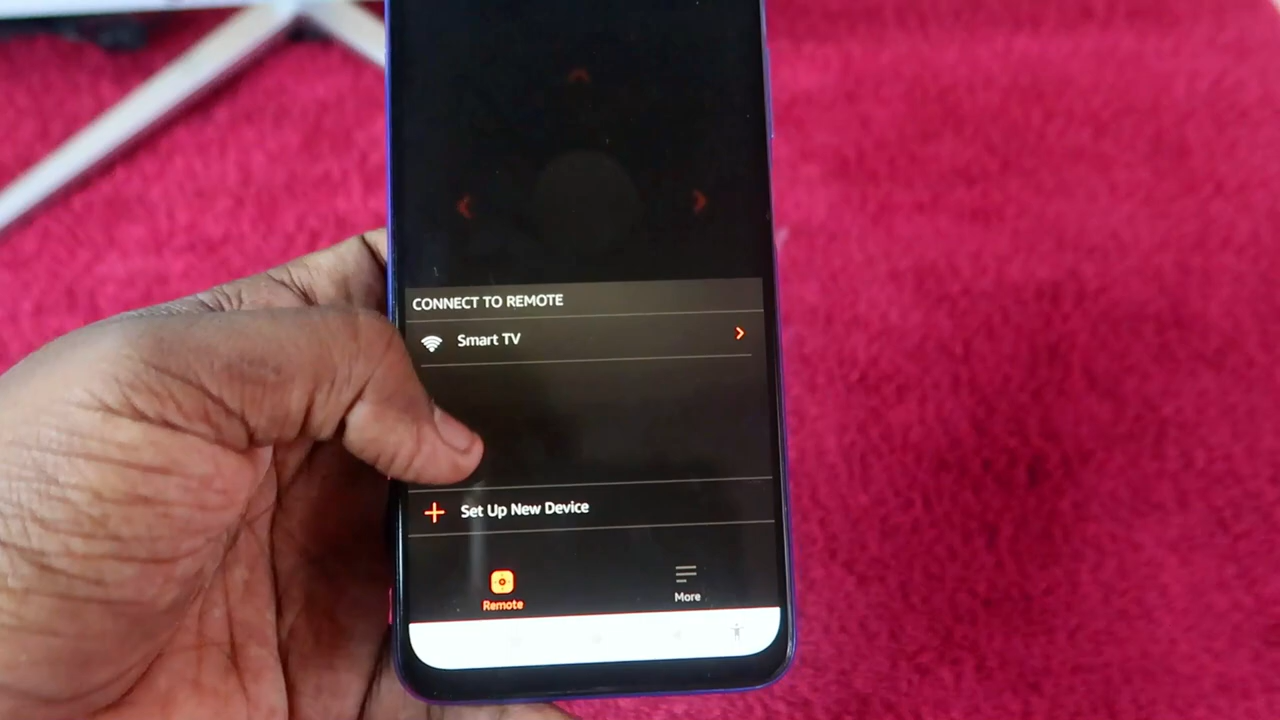 CONNECT TO REMOTE
Smart TV
Set Up New Device
Remote
More